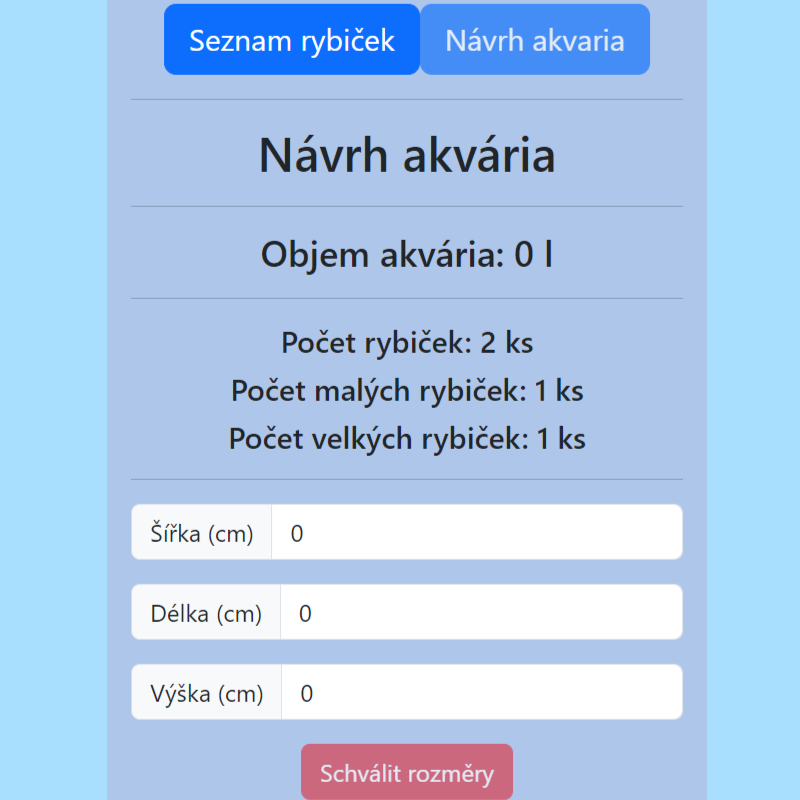 Seznam rybiček
Návrh akvaria
Návrh akvária
Objem akvária: 0 l
Počet rybiček: 2 ks
Počet malých rybiček: 1 ks
Počet velkých rybiček: 1 ks
Šířka (cm) 0
Délka (cm) 0
Výška (cm) 0
Schválit rozměry